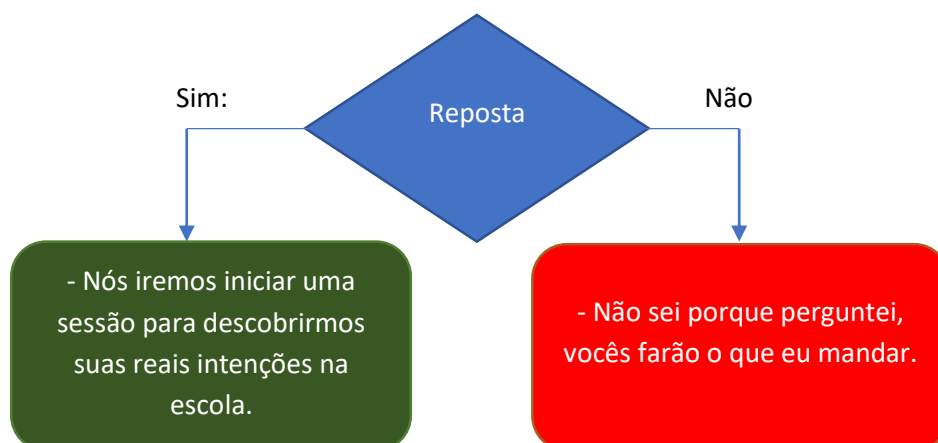 Sim:
Reposta
Não
- Nós iremos iniciar uma
sessão para descobrirmos
suas reais intenções na
escola.
- Não sei porque perguntei,
vocês farão o que eu mandar.